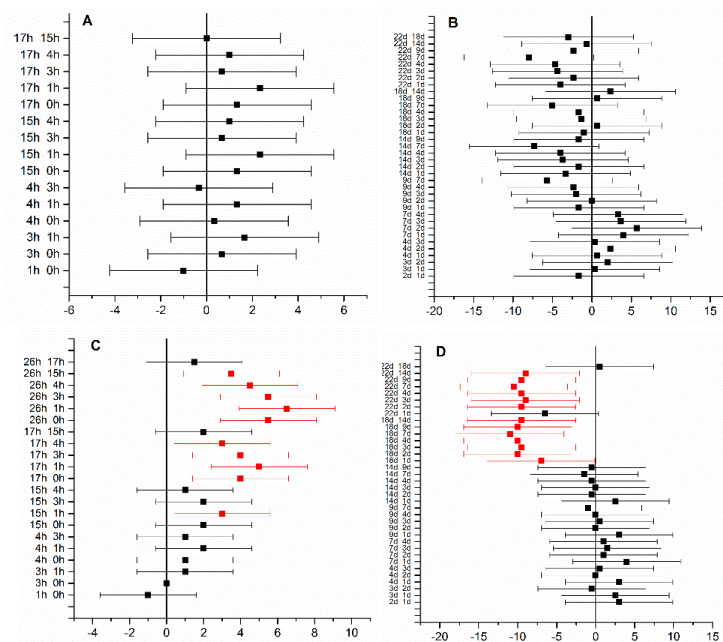 A
17h 15h
17h 4h
17h 3h
17h 1h
17h 0h
15h 4h
15h 3h
15h 1h
15h 0h
4h 3h
4h 1h
4h 0h
3h 1h
3h 0h
1h 0h
-6 -4 -2 0 2 4 6 8
B
22d 18d
22d 14d
22d 9d
22d 7d
22d 4d
22d 3d
22d 2d
22d 1d
18d 14d
18d 9d
18d 7d
18d 4d
18d 3d
18d 2d
18d 1d
14d 9d
14d 7d
14d 4d
14d 3d
14d 2d
14d 1d
9d 7d
9d 4d
9d 3d
9d 2d
9d 1d
7d 4d
7d 3d
7d 2d
7d 1d
4d 3d
4d 2d
4d 1d
3d 2d
3d 1d
2d 1d
-20 -15 -10 -5 0 5 10 15
C
26h 17h
26h 15h
26h 4h
26h 3h
26h 1h
26h 0h
17h 15h
17h 4h
17h 3h
17h 1h
17h 0h
15h 4h
15h 3h
15h 1h
15h 0h
4h 3h
4h 1h
4h 0h
3h 1h
3h 0h
1h 0h
-4 -2 0 2 4 6 8 10
D
22d 18d
22d 14d
22d 9d
22d 7d
22d 4d
22d 3d
22d 2d
22d 1d
18d 14d
18d 9d
18d 7d
18d 4d
18d 3d
18d 2d
18d 1d
14d 9d
14d 7d
14d 4d
14d 3d
14d 2d
14d 1d
9d 7d
9d 4d
9d 3d
9d 2d
9d 1d
7d 4d
7d 3d
7d 2d
7d 1d
4d 3d
4d 2d
4d 1d
3d 2d
3d 1d
2d 1d
-25 -20 -15 -10 -5 0 5 10 15